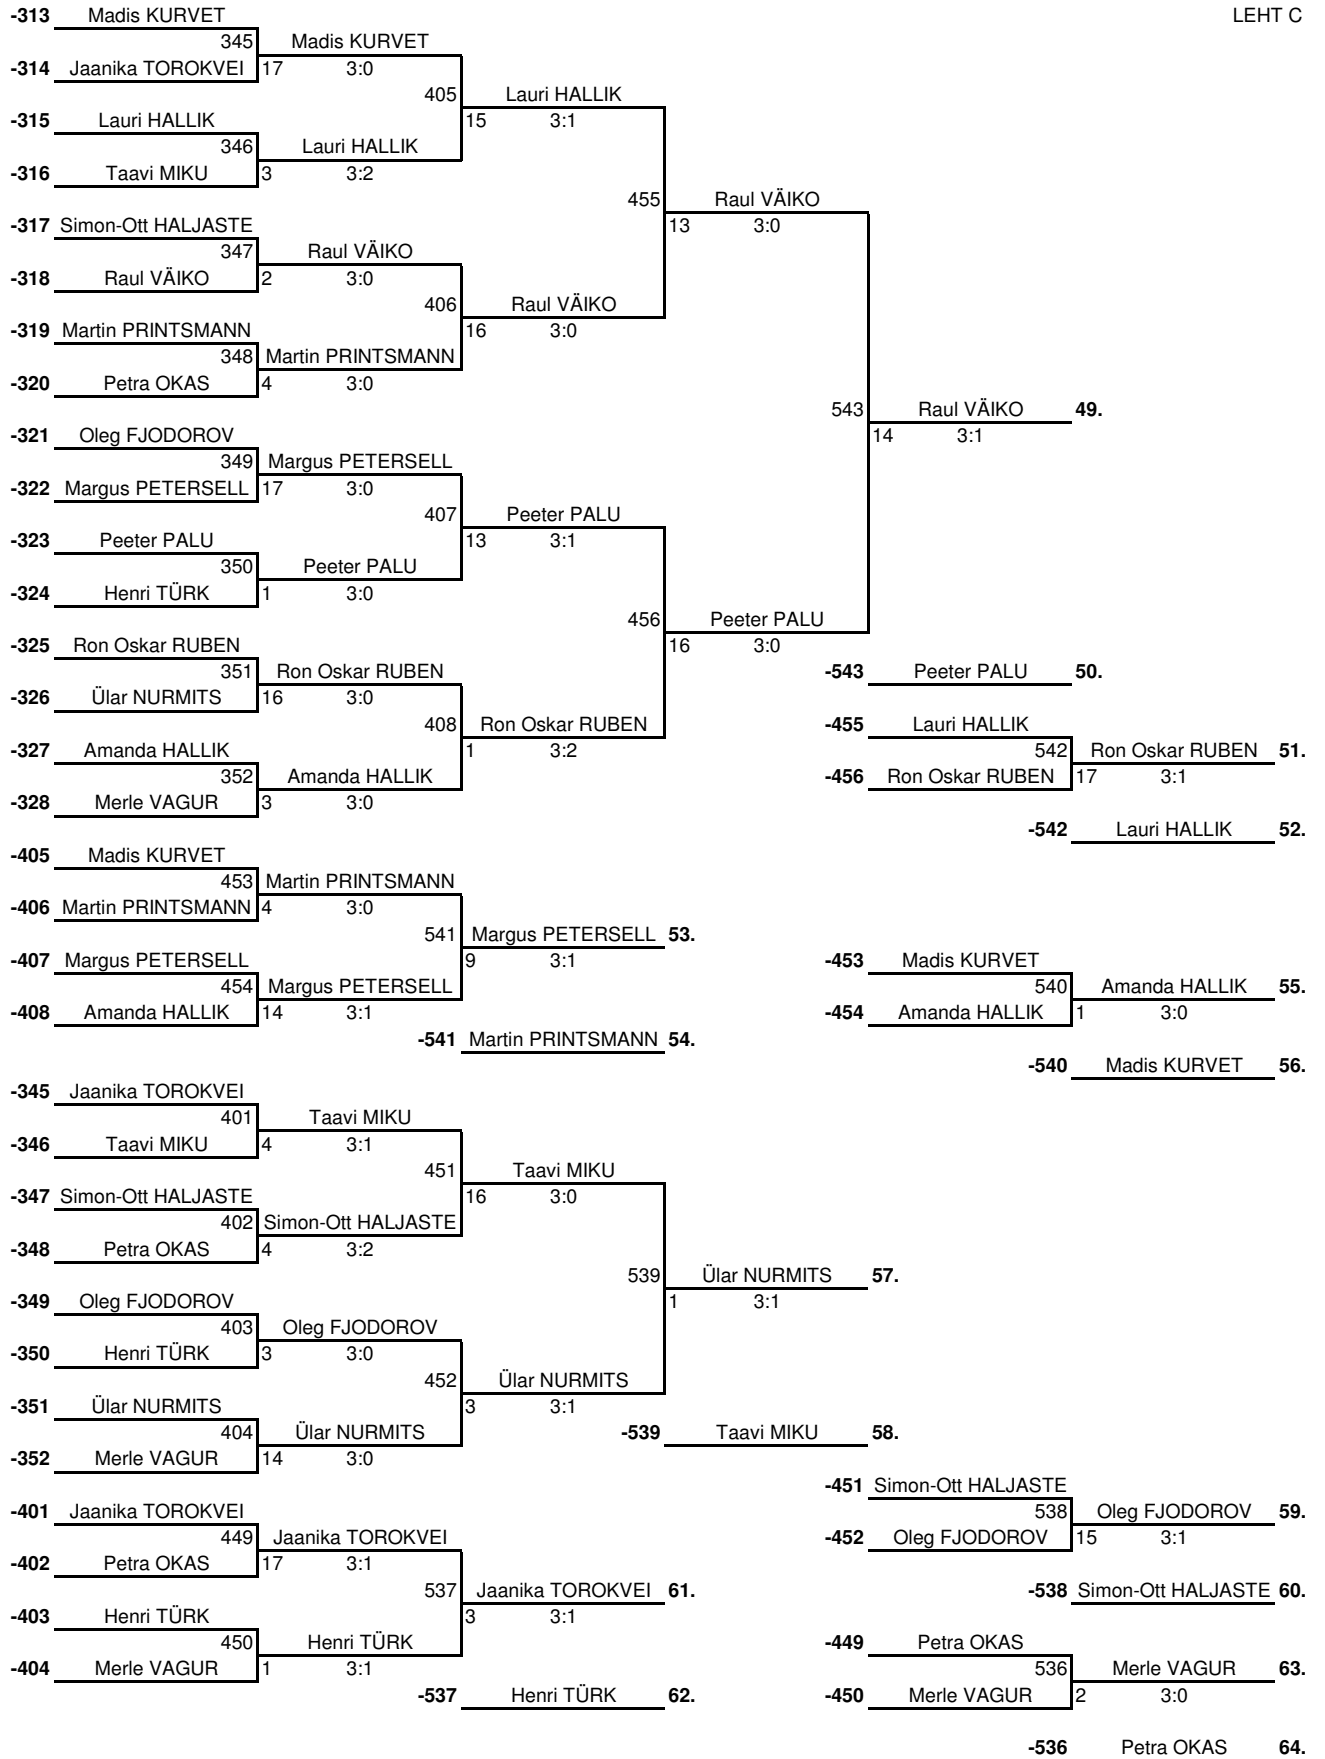 -313 Madis KURVET LEHT C
345 Madis KURVET
-314 Jaanika TOROKVEI 17 3:0
405 Lauri HALLIK
-315 Lauri HALLIK 15 3:1
346 Lauri HALLIK
-316 Taavi MIKU 3 3:2
455 Raul VÄIKO
-317 Simon-Ott HALJASTE 13 3:0
347 Raul VÄIKO
-318 Raul VÄIKO 2 3:0
406 Raul VÄIKO
-319 Martin PRINTSMANN 16 3:0
348 Martin PRINTSMANN
-320 Petra OKAS 4 3:0
543 Raul VÄIKO 49.
-321 Oleg FJODOROV 14 3:1
349 Margus PETERSELL
-322 Margus PETERSELL 17 3:0
407 Peeter PALU
-323 Peeter PALU 13 3:1
350 Peeter PALU
-324 Henri TÜRK 1 3:0
456 Peeter PALU
-325 Ron Oskar RUBEN 16 3:0
351 Ron Oskar RUBEN -543 Peeter PALU 50.
-326 Ülar NURMITS 16 3:0
408 Ron Oskar RUBEN -455 Lauri HALLIK
-327 Amanda HALLIK 1 3:2 542 Ron Oskar RUBEN 51.
352 Amanda HALLIK -456 Ron Oskar RUBEN 17 3:1
-328 Merle VAGUR 3 3:0
-542 Lauri HALLIK 52.
-405 Madis KURVET
453 Martin PRINTSMANN
-406 Martin PRINTSMANN 4 3:0
541 Margus PETERSELL 53.
-407 Margus PETERSELL 9 3:1 -453 Madis KURVET
454 Margus PETERSELL 540 Amanda HALLIK 55.
-408 Amanda HALLIK 14 3:1 -454 Amanda HALLIK 1 3:0
-541 Martin PRINTSMANN 54.
-540 Madis KURVET 56.
-345 Jaanika TOROKVEI
401 Taavi MIKU
-346 Taavi MIKU 4 3:1
451 Taavi MIKU
-347 Simon-Ott HALJASTE 16 3:0
402 Simon-Ott HALJASTE
-348 Petra OKAS 4 3:2
539 Ülar NURMITS 57.
-349 Oleg FJODOROV 1 3:1
403 Oleg FJODOROV
-350 Henri TÜRK 3 3:0
452 Ülar NURMITS
-351 Ülar NURMITS 3 3:1
404 Ülar NURMITS -539 Taavi MIKU 58.
-352 Merle VAGUR 14 3:0
-451 Simon-Ott HALJASTE
-401 Jaanika TOROKVEI 538 Oleg FJODOROV 59.
449 Jaanika TOROKVEI -452 Oleg FJODOROV 15 3:1
-402 Petra OKAS 17 3:1
537 Jaanika TOROKVEI 61. -538 Simon-Ott HALJASTE 60.
-403 Henri TÜRK 3 3:1
450 Henri TÜRK -449 Petra OKAS
-404 Merle VAGUR 1 3:1 536 Merle VAGUR 63.
-537 Henri TÜRK 62. -450 Merle VAGUR 2 3:0
-536 Petra OKAS 64.